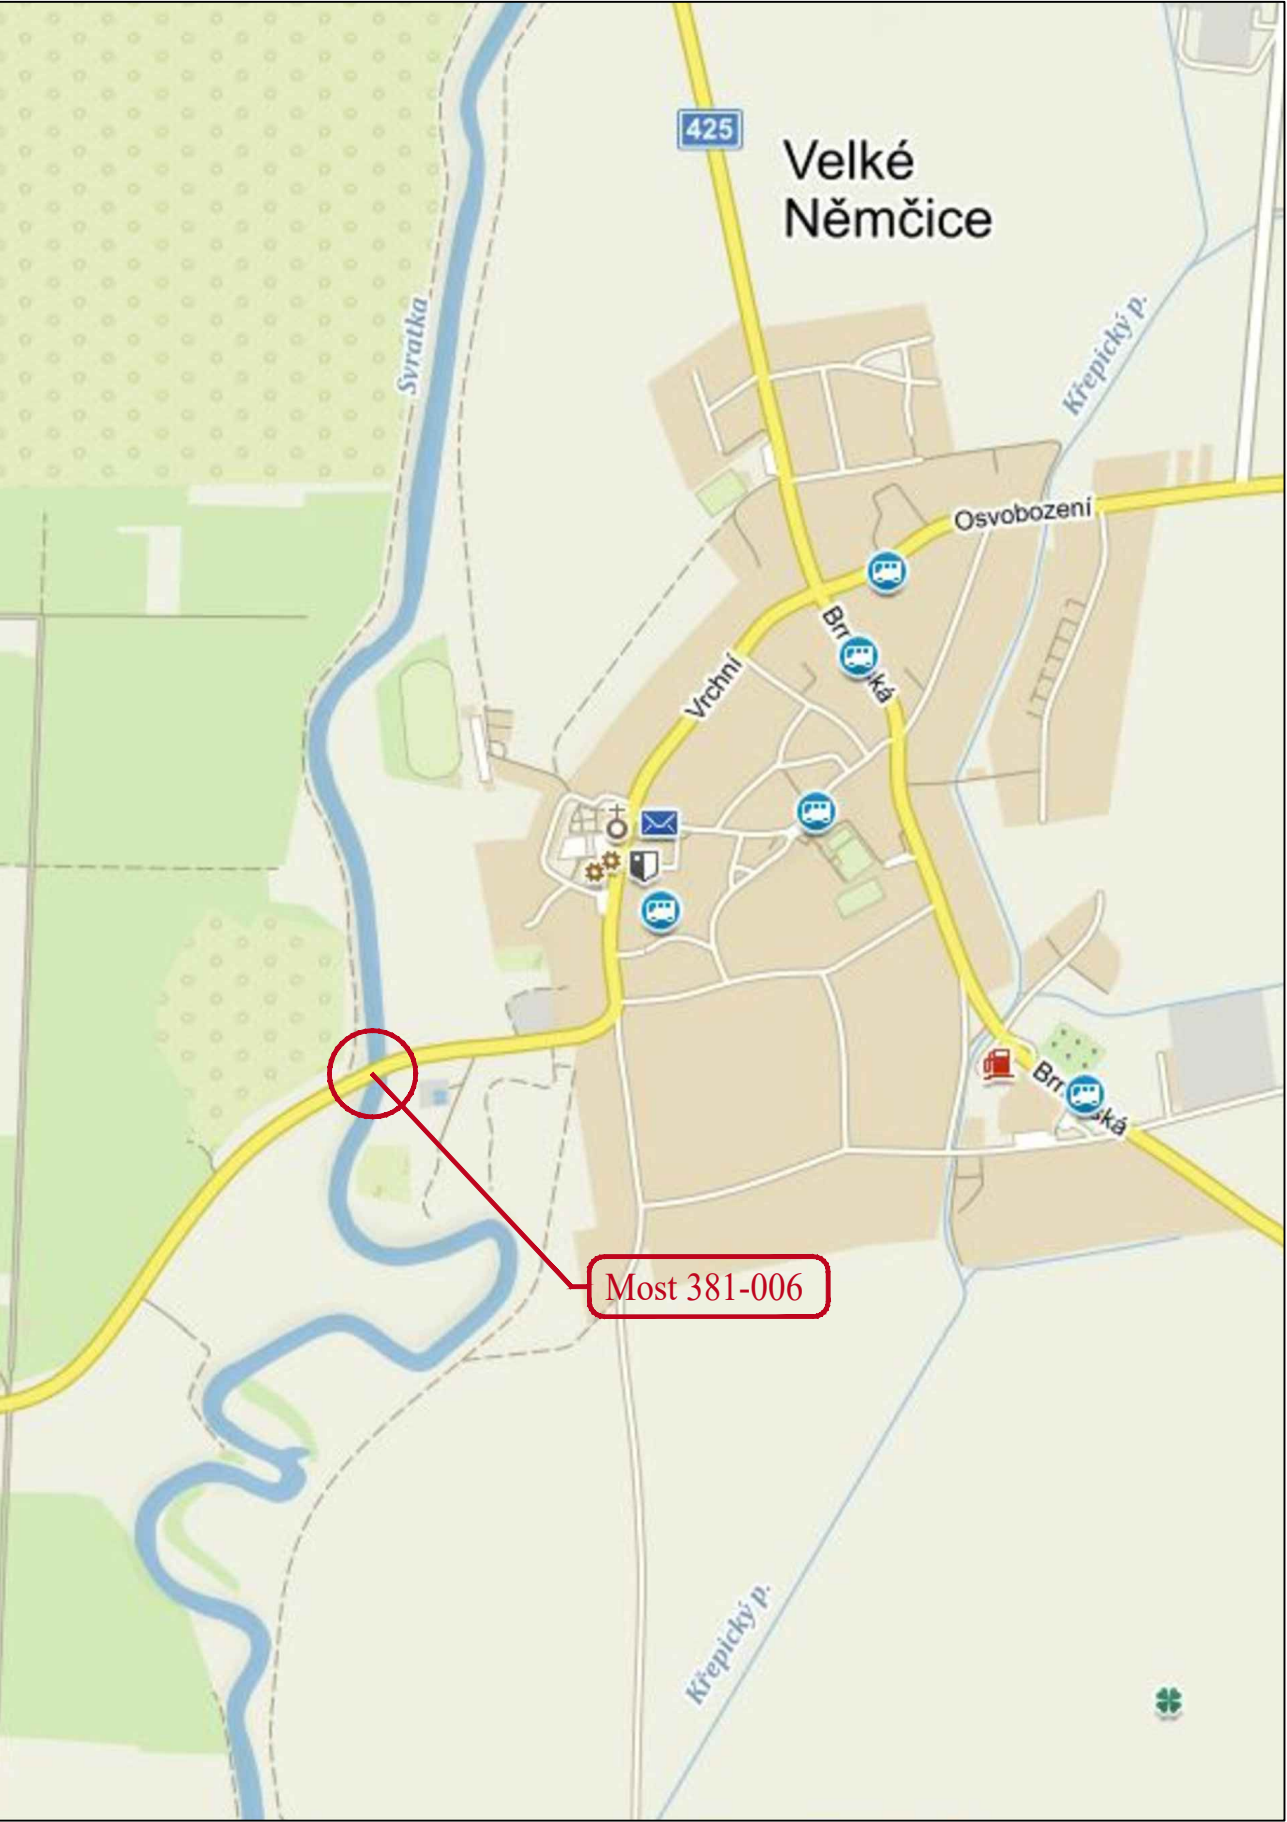 425
Velké
Němčice
Svratka
Křepický p.
Osvobození
Vrchní
Most 381-006
Křepický p.